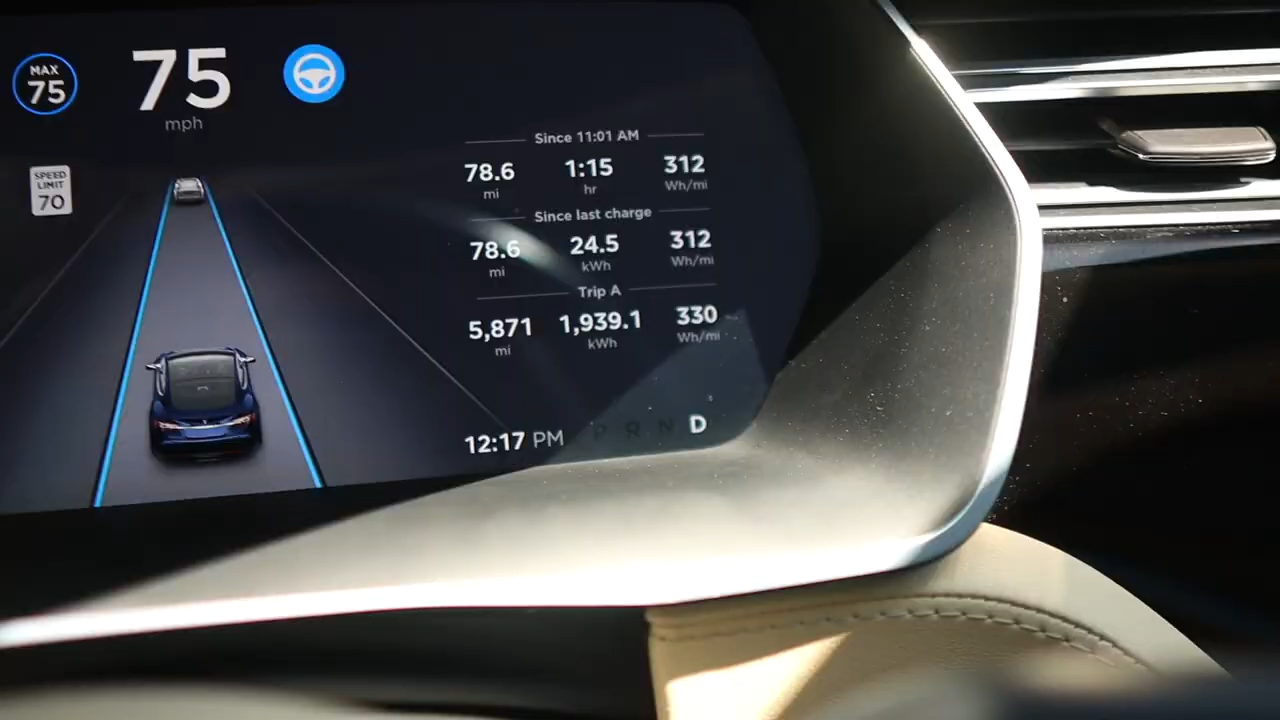 MAX
75
75
mph
SPEED
LIMIT
70
Since 11:01 AM
78.6 1:15 312
mi hr Wh/mi
Since last charge
78.6 24.5 312
mi kWh Wh/mi
Trip A
5,871 1,939.1 330
mi kWh Wh/mi
12:17 PM P R N D